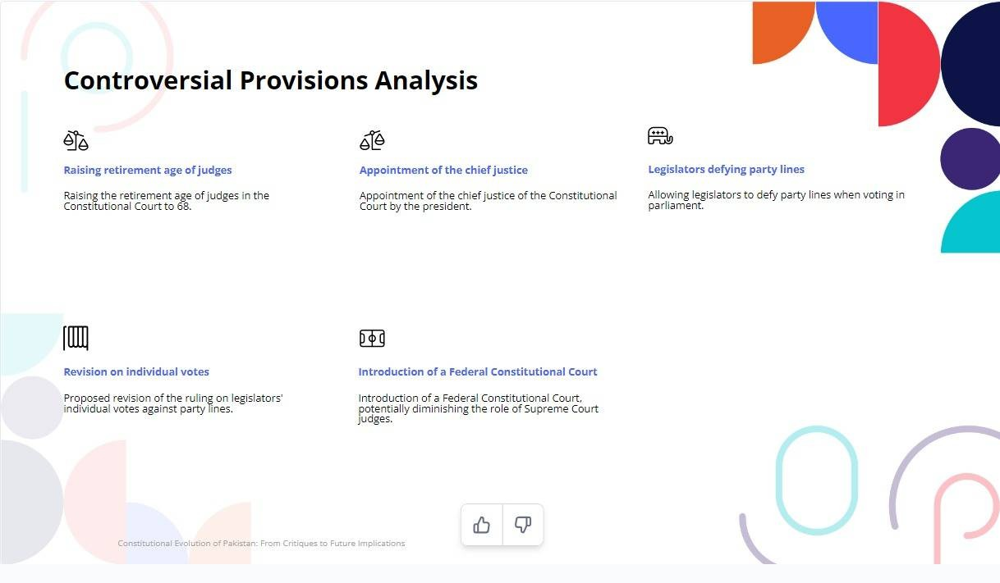 Controversial Provisions Analysis
Raising retirement age of judges
Raising the retirement age of judges in the
Constitutional Court to 68.
Appointment of the chief justice
Appointment of the chief justice of the Constitutional
Court by the president.
Legislators defying party lines
Allowing legislators to defy party lines when voting in
parliament.
Revision on individual votes
Proposed revision of the ruling on legislators'
individual votes against party lines.
Introduction of a Federal Constitutional Court
Introduction of a Federal Constitutional Court,
potentially diminishing the role of Supreme Court
judges.
Constitutional Evolution of Pakistan: From Critiques to Future Implications